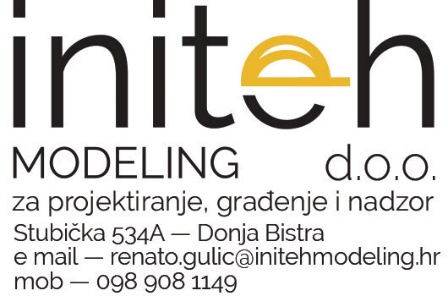 initeh
MODELING d.o.o.
za projektiranje, građenje i nadzor
Stubička 534A — Donja Bistra
e mail — renato.gulic@initehmodeling.hr
mob — 098 908 1149